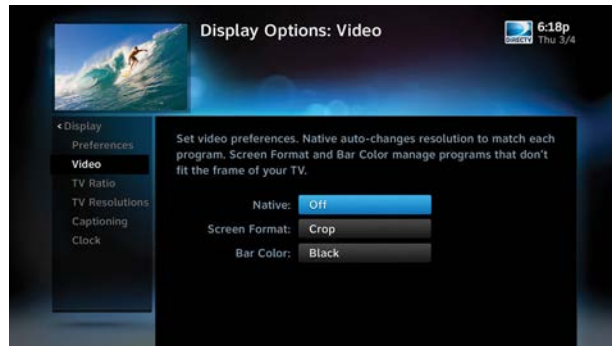 Display Options: Video
DIRECTV
6:18p
Thu 3/4
<Display
Preferences
Video
TV Ratio
TV Resolutions
Captioning
Clock
Set video preferences. Native auto-changes resolution to match each
program. Screen Format and Bar Color manage programs that don't
fit the frame of your TV.
Native: Off
Screen Format: Crop
Bar Color: Black